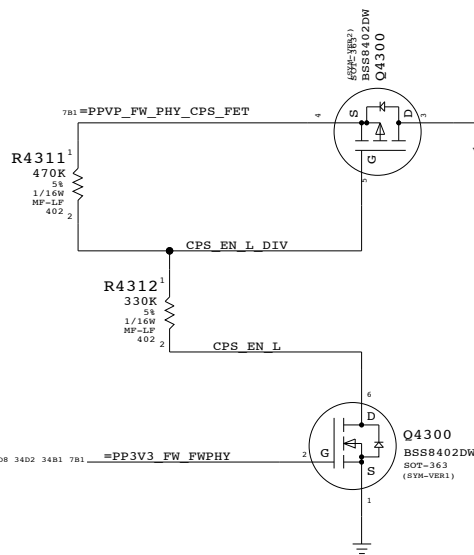 (SYM-VER2)
SOT-363
BSS8402DW
Q4300
7B1 =PPVP_FW_PHY_CPS_FET
4
S
D
3
G
5
R4311
1
470K
5%
1/16W
MF-LF
402
2
CPS_EN_L_DIV
R4312
1
330K
5%
1/16W
MF-LF
402
2
CPS_EN_L
6
D
Q4300
BSS8402DW
SOT-363
(SYM-VER1)
34D2 34B1 7B1 =PP3V3_FW_FWPHY
2
G
S
1